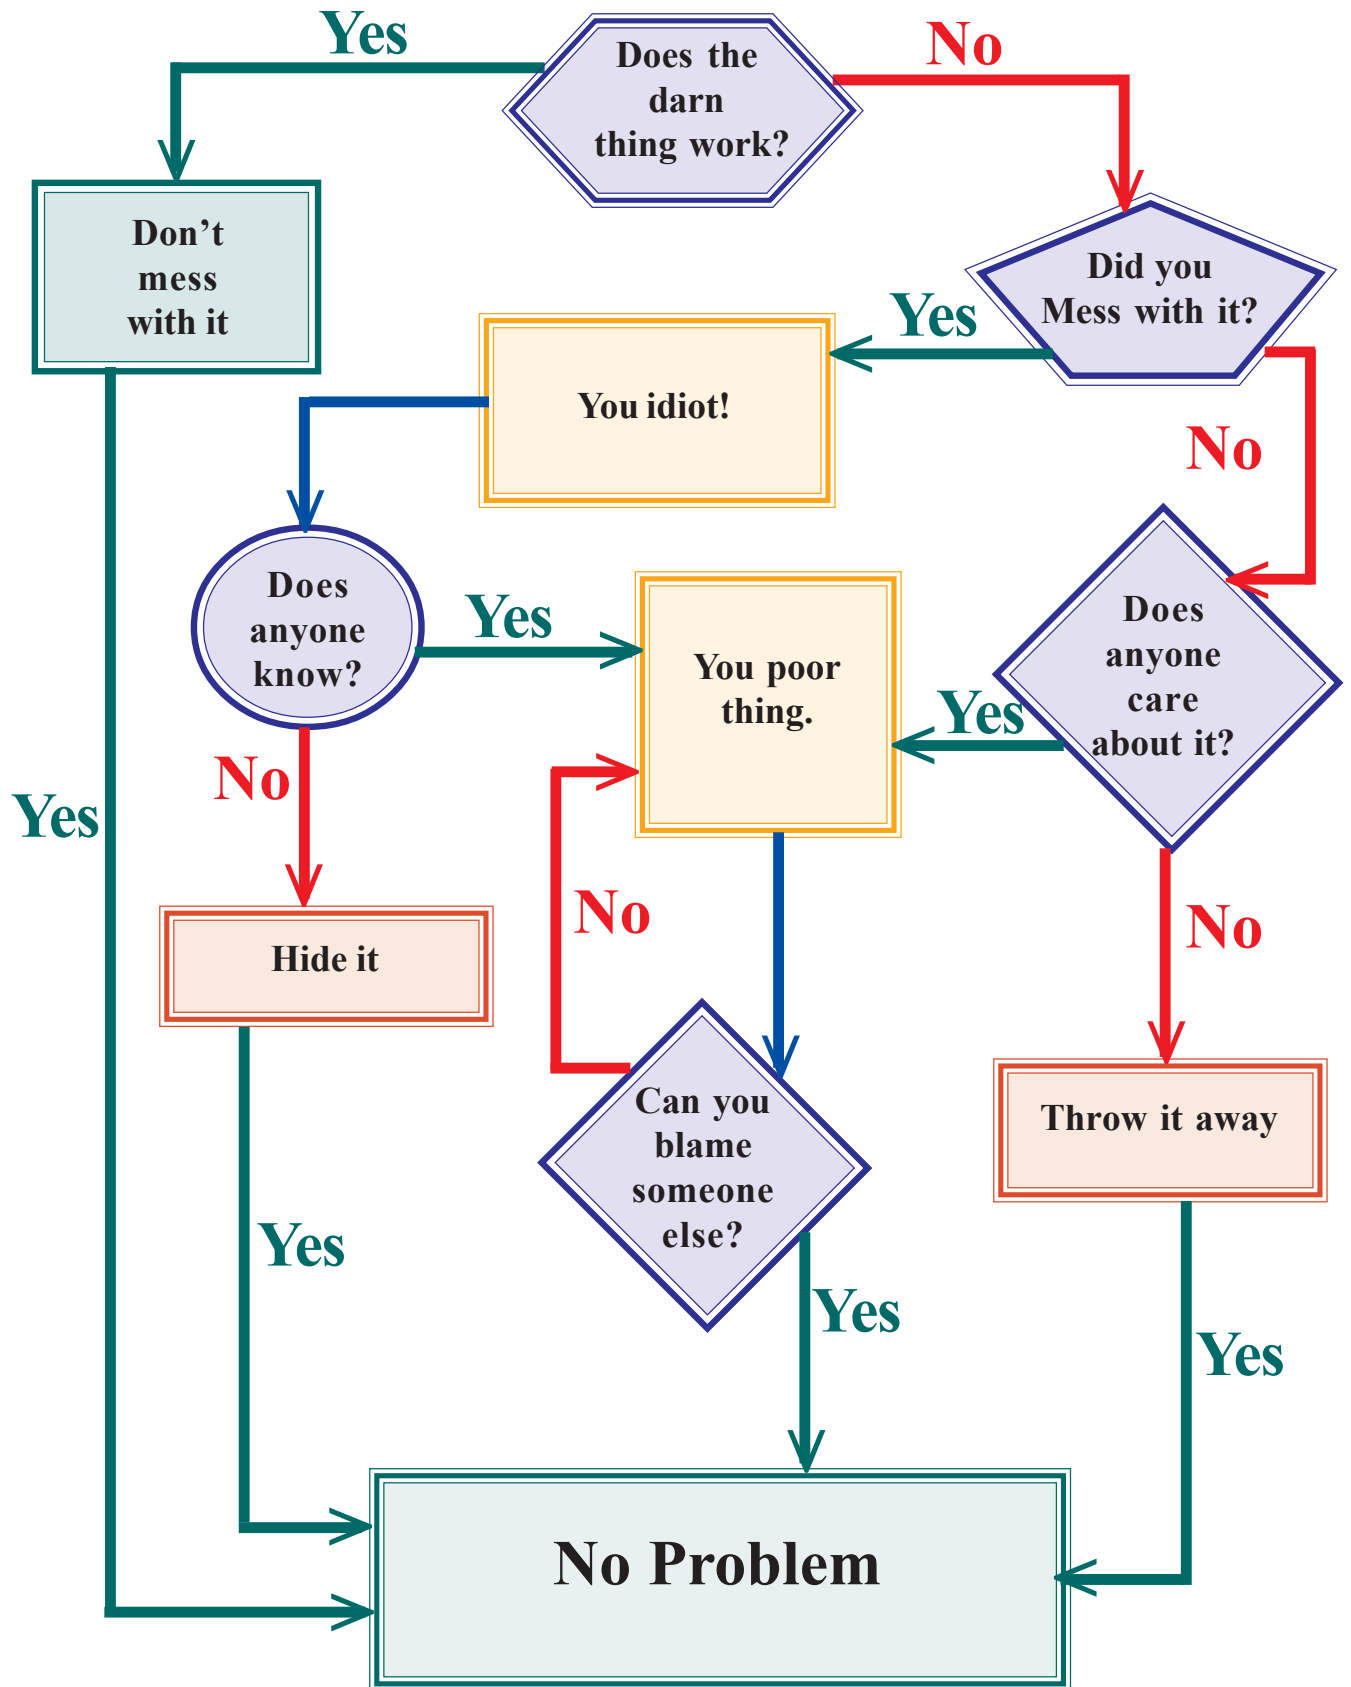 Yes
Does the
darn
thing work?
No
Don’t
mess
with it
Did you
Mess with it?
Yes
You idiot!
No
Does
anyone
know?
Yes
You poor
thing.
Does
anyone
care
about it?
Yes
No
Yes
No
No
Hide it
Can you
blame
someone
else?
Throw it away
Yes
Yes
Yes
No Problem